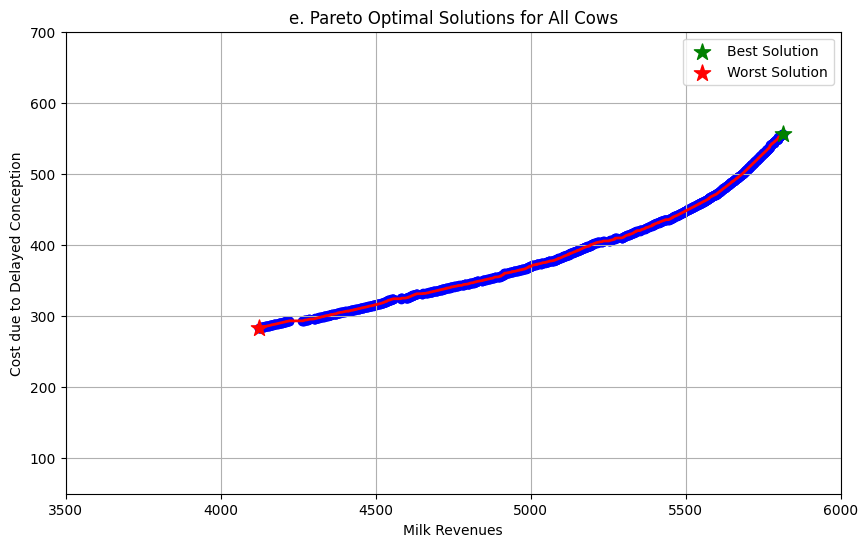 e. Pareto Optimal Solutions for All Cows
Best Solution
Worst Solution
Cost due to Delayed Conception
700
600
500
400
300
200
100
3500 4000 4500 5000 5500 6000
Milk Revenues